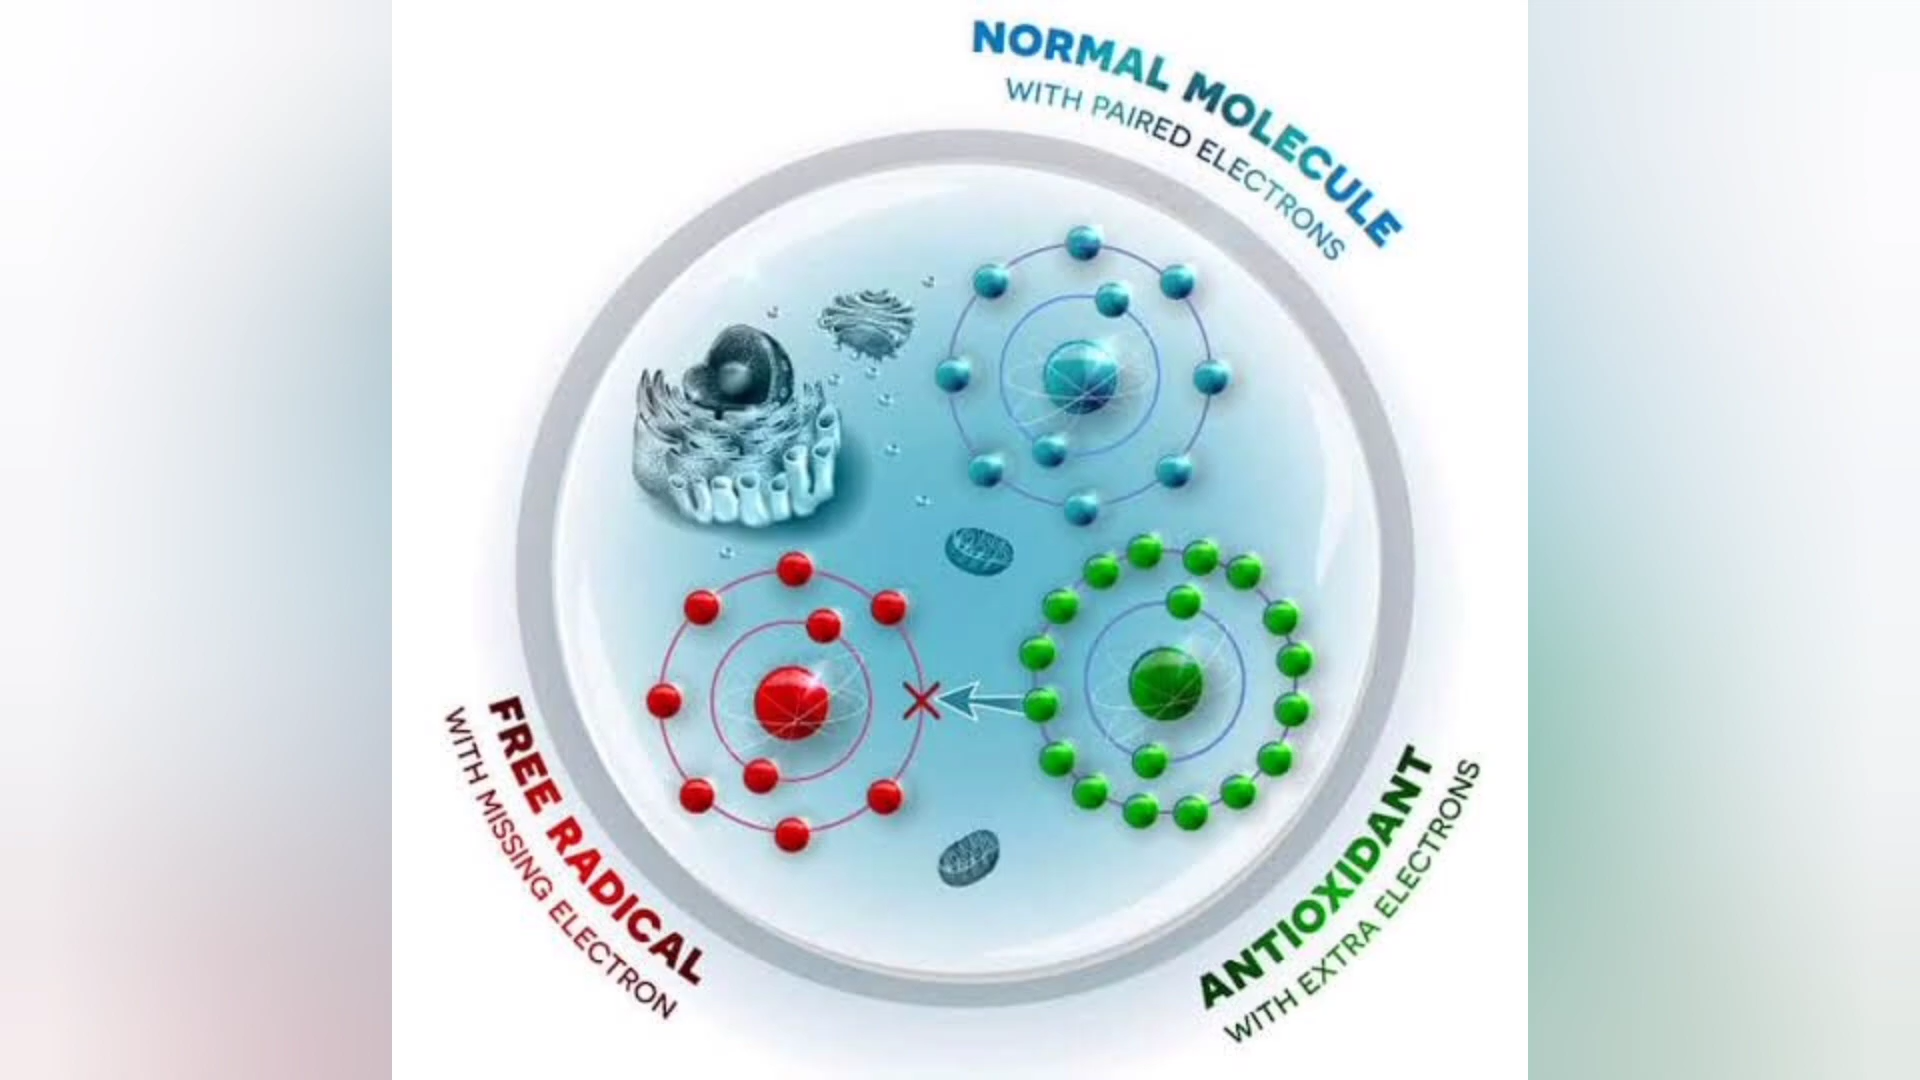 NORMAL MOLECULE
WITH PAIRED ELECTRONS
FREE RADICAL
WITH MISSING ELECTRON
ANTIOXIDANT
WITH EXTRA ELECTRONS